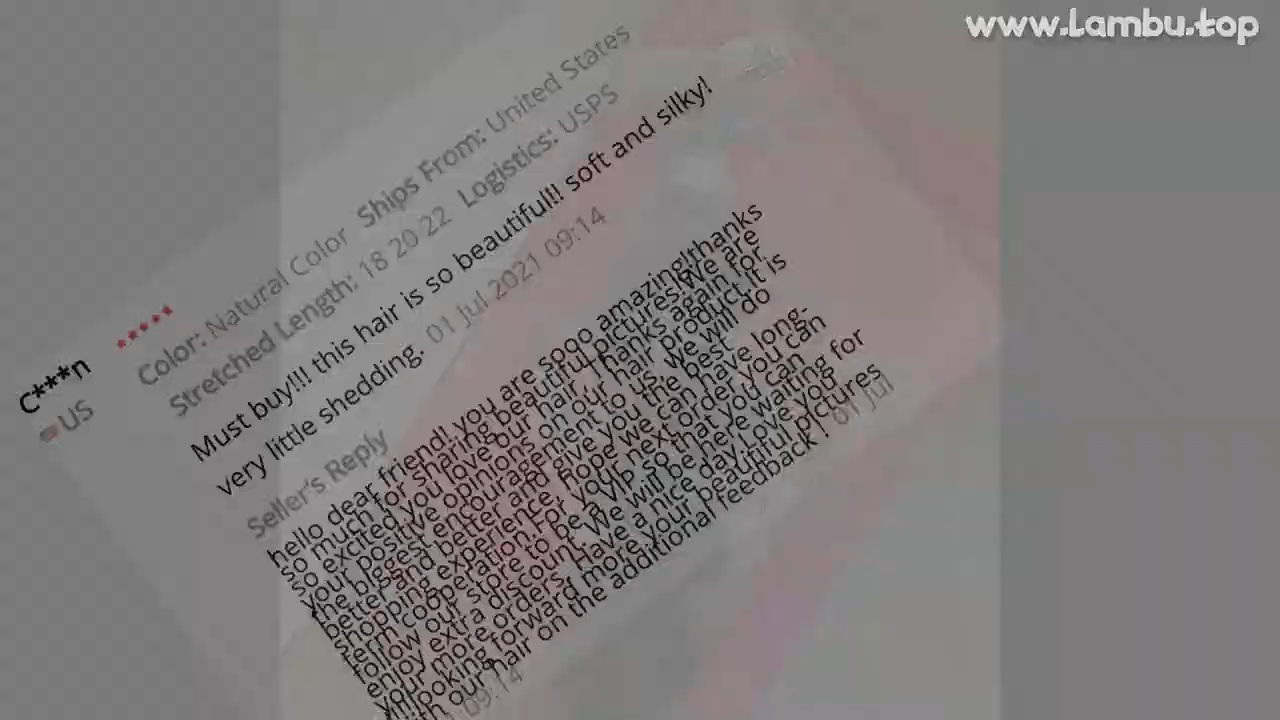 www.Lambu.top
C***n
US
★★★★★
Color: Natural Color Ships From: United States
Stretched Length: 18 20 22 Logistics: USPS
Must buy!!! this hair is so beautiful!!! soft and silky!
very little shedding. 01 Jul 2021 09:14
Seller's Reply
hello dear friend! you are sooo amazing!!thanks
so much for sharing beautiful pictures!We are
so excited you love our hair. Thanks again for
your positive opinions on our hair product.it is
the biggest encouragement to us. We will do
better and better and give you the best
shopping experience. Hope we can have long-
term cooperation.For your next order, you can
follow our store to be a VIP so that you can
enjoy extra discount. We will be here waiting for
your more orders. Have a nice day. Love you
looking forward more your beautiful pictures
our hair on the additional feedback ! 01 Jul
09:14